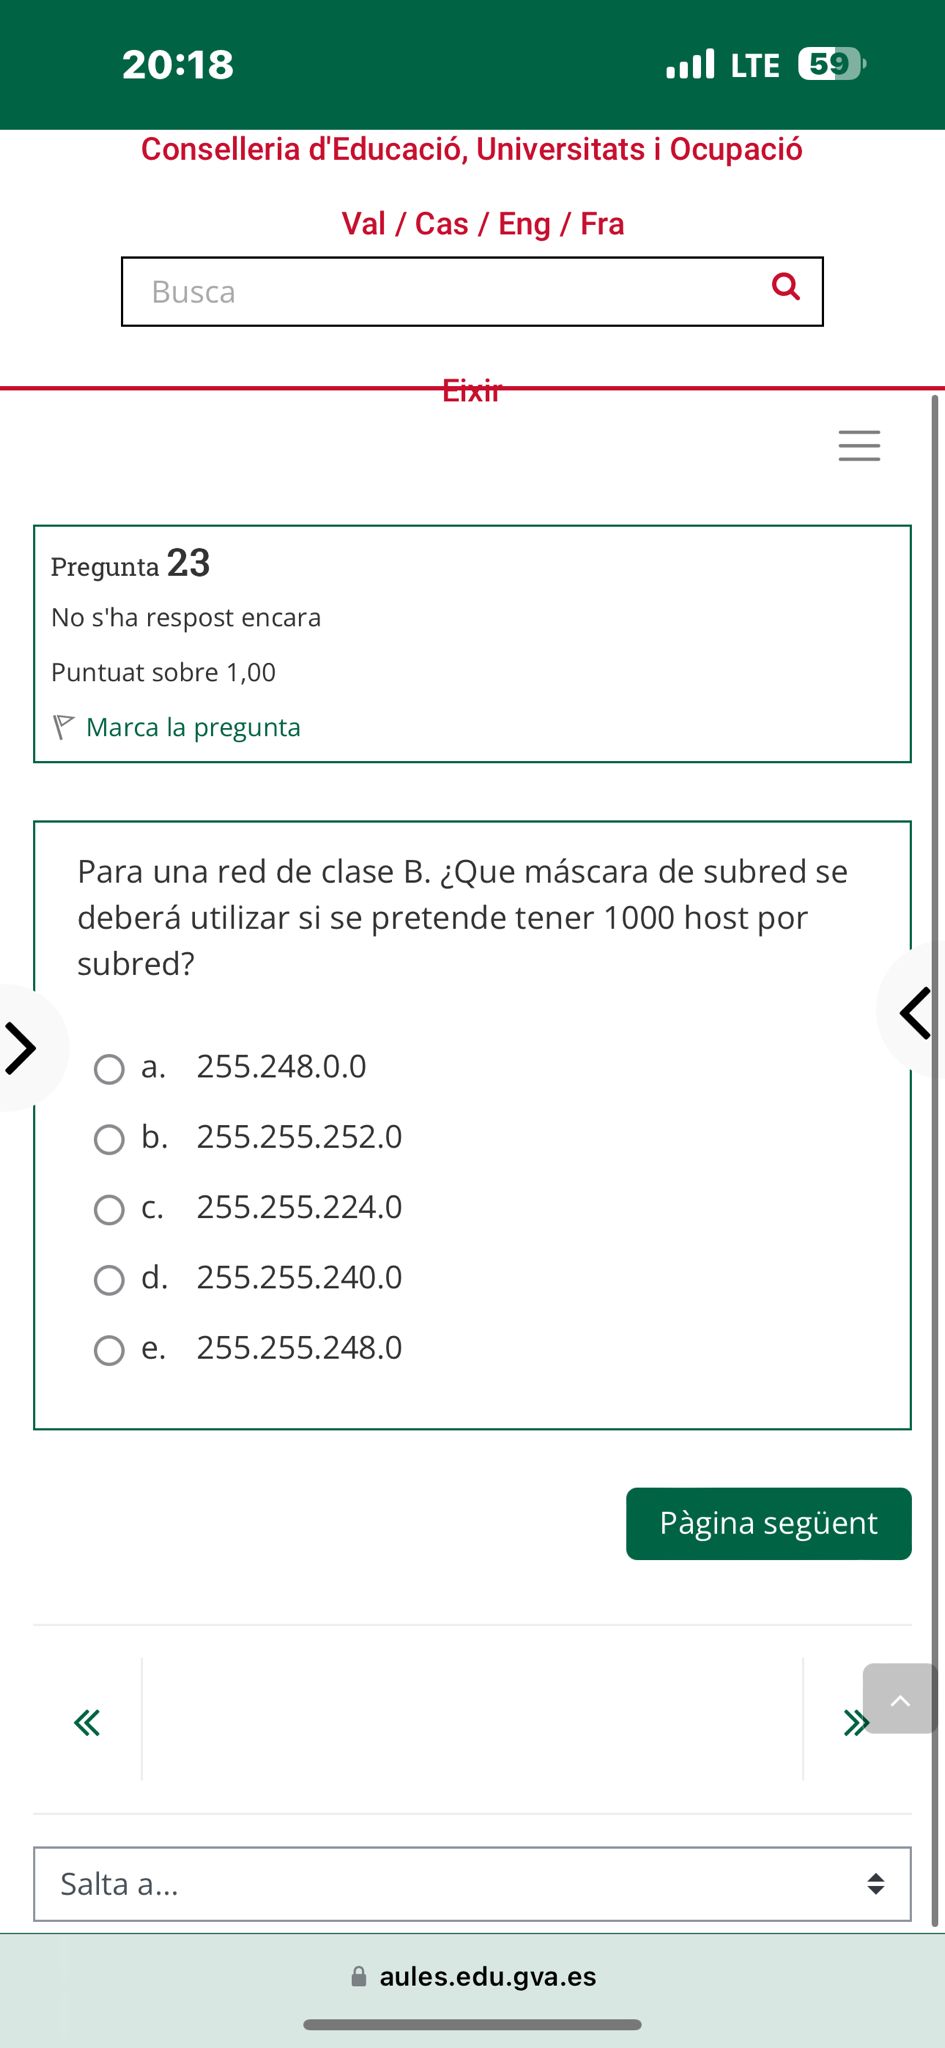 20:18
LTE 59
Conselleria d'Educació, Universitats i Ocupació
Val / Cas / Eng / Fra
Busca
Eixir
Pregunta 23
No s'ha respost encara
Puntuat sobre 1,00
Marca la pregunta
Para una red de clase B. ¿Que máscara de subred se
deberá utilizar si se pretende tener 1000 host por
subred?
a. 255.248.0.0
b. 255.255.252.0
c. 255.255.224.0
d. 255.255.240.0
e. 255.255.248.0
Pàgina següent
Salta a...
aules.edu.gva.es